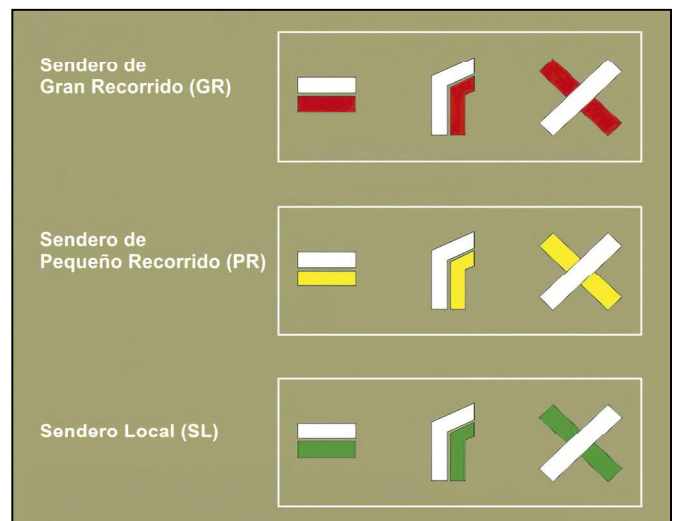 Sendero de
Gran Recorrido (GR)
Sendero de
Pequeño Recorrido (PR)
Sendero Local (SL)